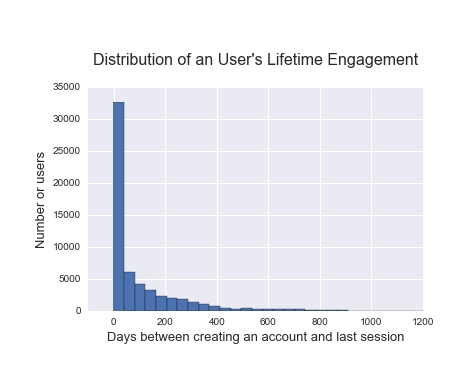 Distribution of an User's Lifetime Engagement
35000
30000
25000
20000
15000
10000
5000
0
Number or users
0 200 400 600 800 1000 1200
Days between creating an account and last session